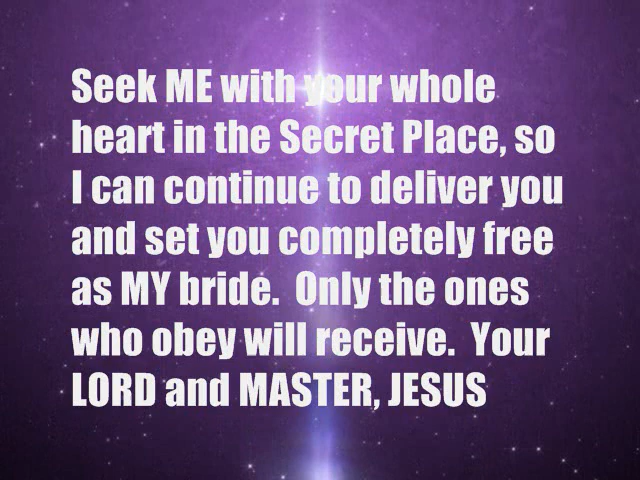 Seek ME with your whole
heart in the Secret Place, so
I can continue to deliver you
and set you completely free
as MY bride.  Only the ones
who obey will receive.  Your
LORD and MASTER, JESUS